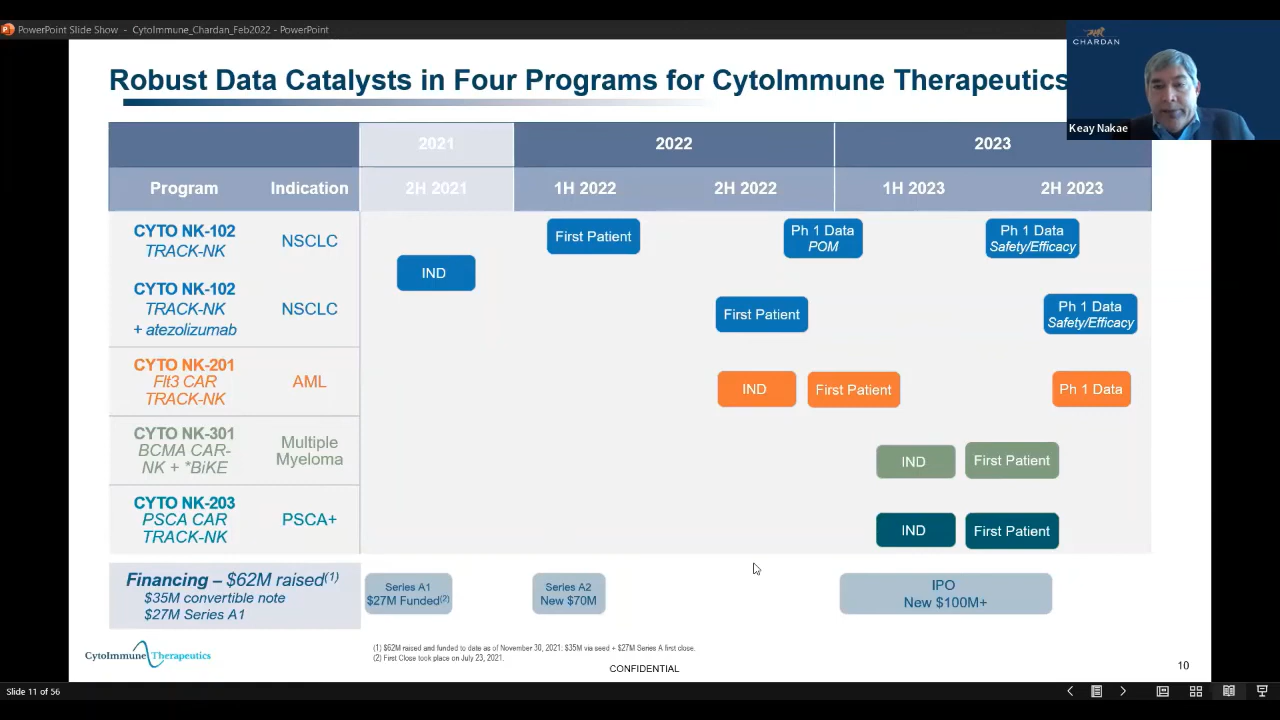 PowerPoint Slide Show - CytoImmune_Chardan_Feb2022 - PowerPoint
CHARDAN
Keay Nakae
Robust Data Catalysts in Four Programs for CytoImmune Therapeutics
2021
2022
2023
Program
Indication
2H 2021
1H 2022
2H 2022
1H 2023
2H 2023
CYTO NK-102
TRACK-NK
NSCLC
IND
First Patient
Ph 1 Data
POM
Ph 1 Data
Safety/Efficacy
CYTO NK-102
TRACK-NK
+ atezolizumab
NSCLC
First Patient
Ph 1 Data
Safety/Efficacy
CYTO NK-201
Flt3 CAR
TRACK-NK
AML
IND
First Patient
Ph 1 Data
CYTO NK-301
BCMA CAR-
NK + *BiKE
Multiple
Myeloma
IND
First Patient
CYTO NK-203
PSCA CAR
TRACK-NK
PSCA+
IND
First Patient
Financing – $62M raised(1)
$35M convertible note
$27M Series A1
Series A1
$27M Funded(2)
Series A2
New $70M
IPO
New $100M+
CytoImmune Therapeutics
(1) $62M raised and funded to date as of November 30, 2021: $35M via seed + $27M Series A first close.
(2) First Close took place on July 23, 2021.
CONFIDENTIAL
10
Slide 11 of 56